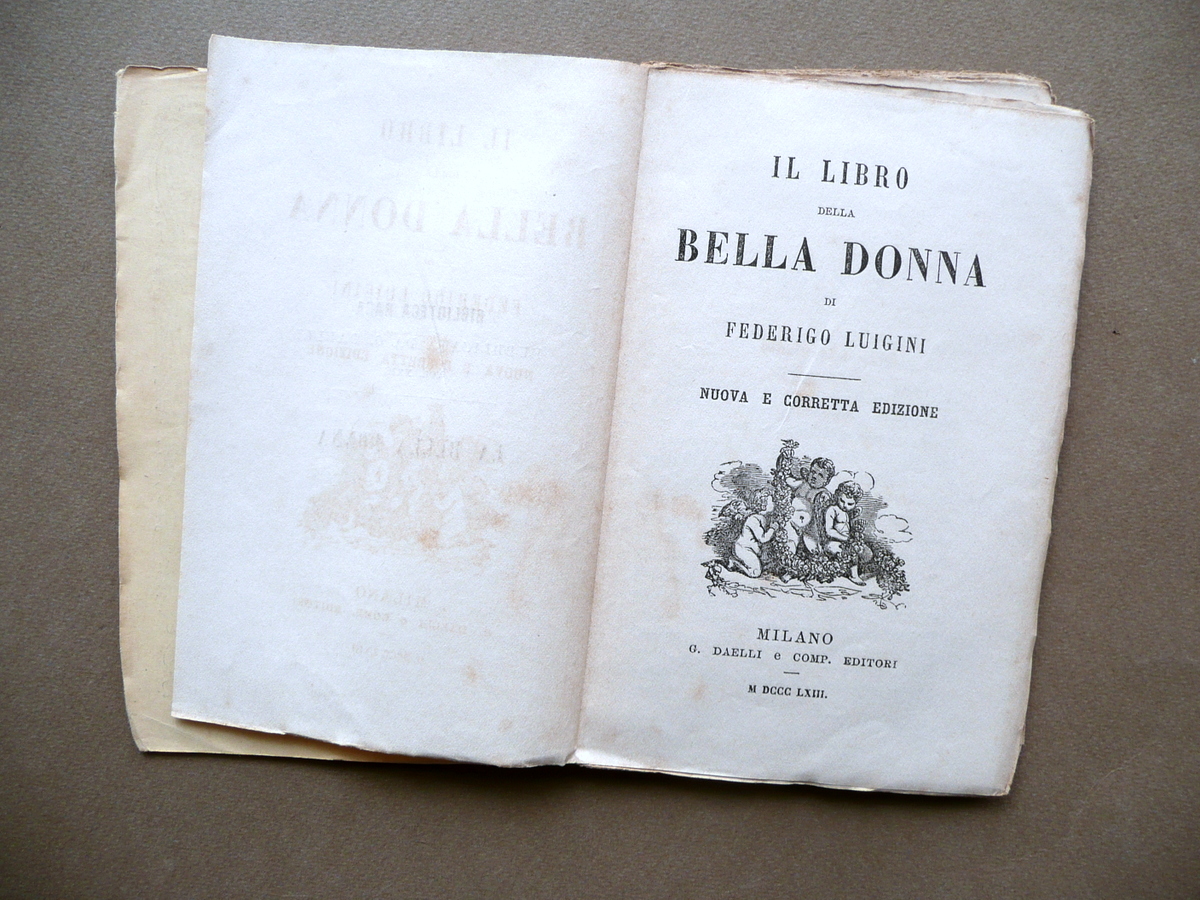 IL LIBRO
DELLA
BELLA DONNA
DI
FEDERIGO LUIGINI
NUOVA E CORRETTA EDIZIONE
MILANO
G. DAELLI e COMP. EDITORI
M DCCC LXIII.